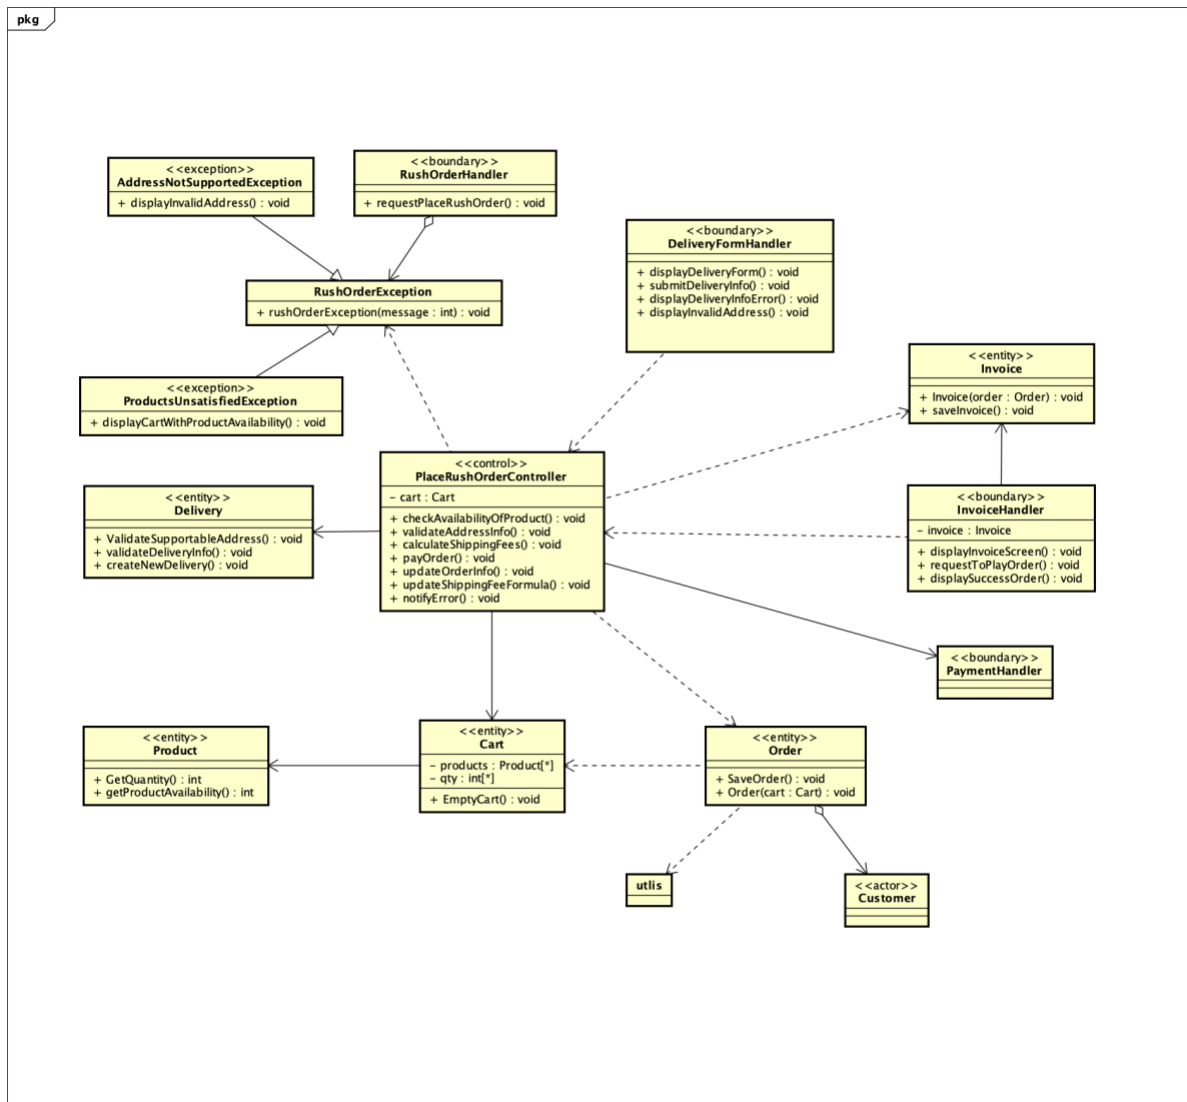 pkg
<<exception>>
AddressNotSupportedException
+ displayInvalidAddress() : void
<<boundary>>
RushOrderHandler
+ requestPlaceRushOrder() : void
RushOrderException
+ rushOrderException(message : int) : void
<<boundary>>
DeliveryFormHandler
+ displayDeliveryForm() : void
+ submitDeliveryInfo() : void
+ displayDeliveryInfoError() : void
+ displayInvalidAddress() : void
<<exception>>
ProductsUnsatisfiedException
+ displayCartWithProductAvailability() : void
<<entity>>
Invoice
+ Invoice(order : Order) : void
+ saveInvoice() : void
<<control>>
PlaceRushOrderController
- cart : Cart
+ checkAvailabilityOfProduct() : void
+ validateAddressInfo() : void
+ calculateShippingFees() : void
+ payOrder() : void
+ updateOrderInfo() : void
+ updateShippingFeeFormula() : void
+ notifyError() : void
<<entity>>
Delivery
+ ValidateSupportableAddress() : void
+ validateDeliveryInfo() : void
+ createNewDelivery() : void
<<boundary>>
InvoiceHandler
- invoice : Invoice
+ displayInvoiceScreen() : void
+ requestToPlayOrder() : void
+ displaySuccessOrder() : void
<<boundary>>
PaymentHandler
<<entity>>
Product
+ GetQuantity() : int
+ getProductAvailability() : int
<<entity>>
Cart
- products : Product[*]
- qty : int[*]
+ EmptyCart() : void
<<entity>>
Order
+ SaveOrder() : void
+ Order(cart : Cart) : void
utlis
<<actor>>
Customer